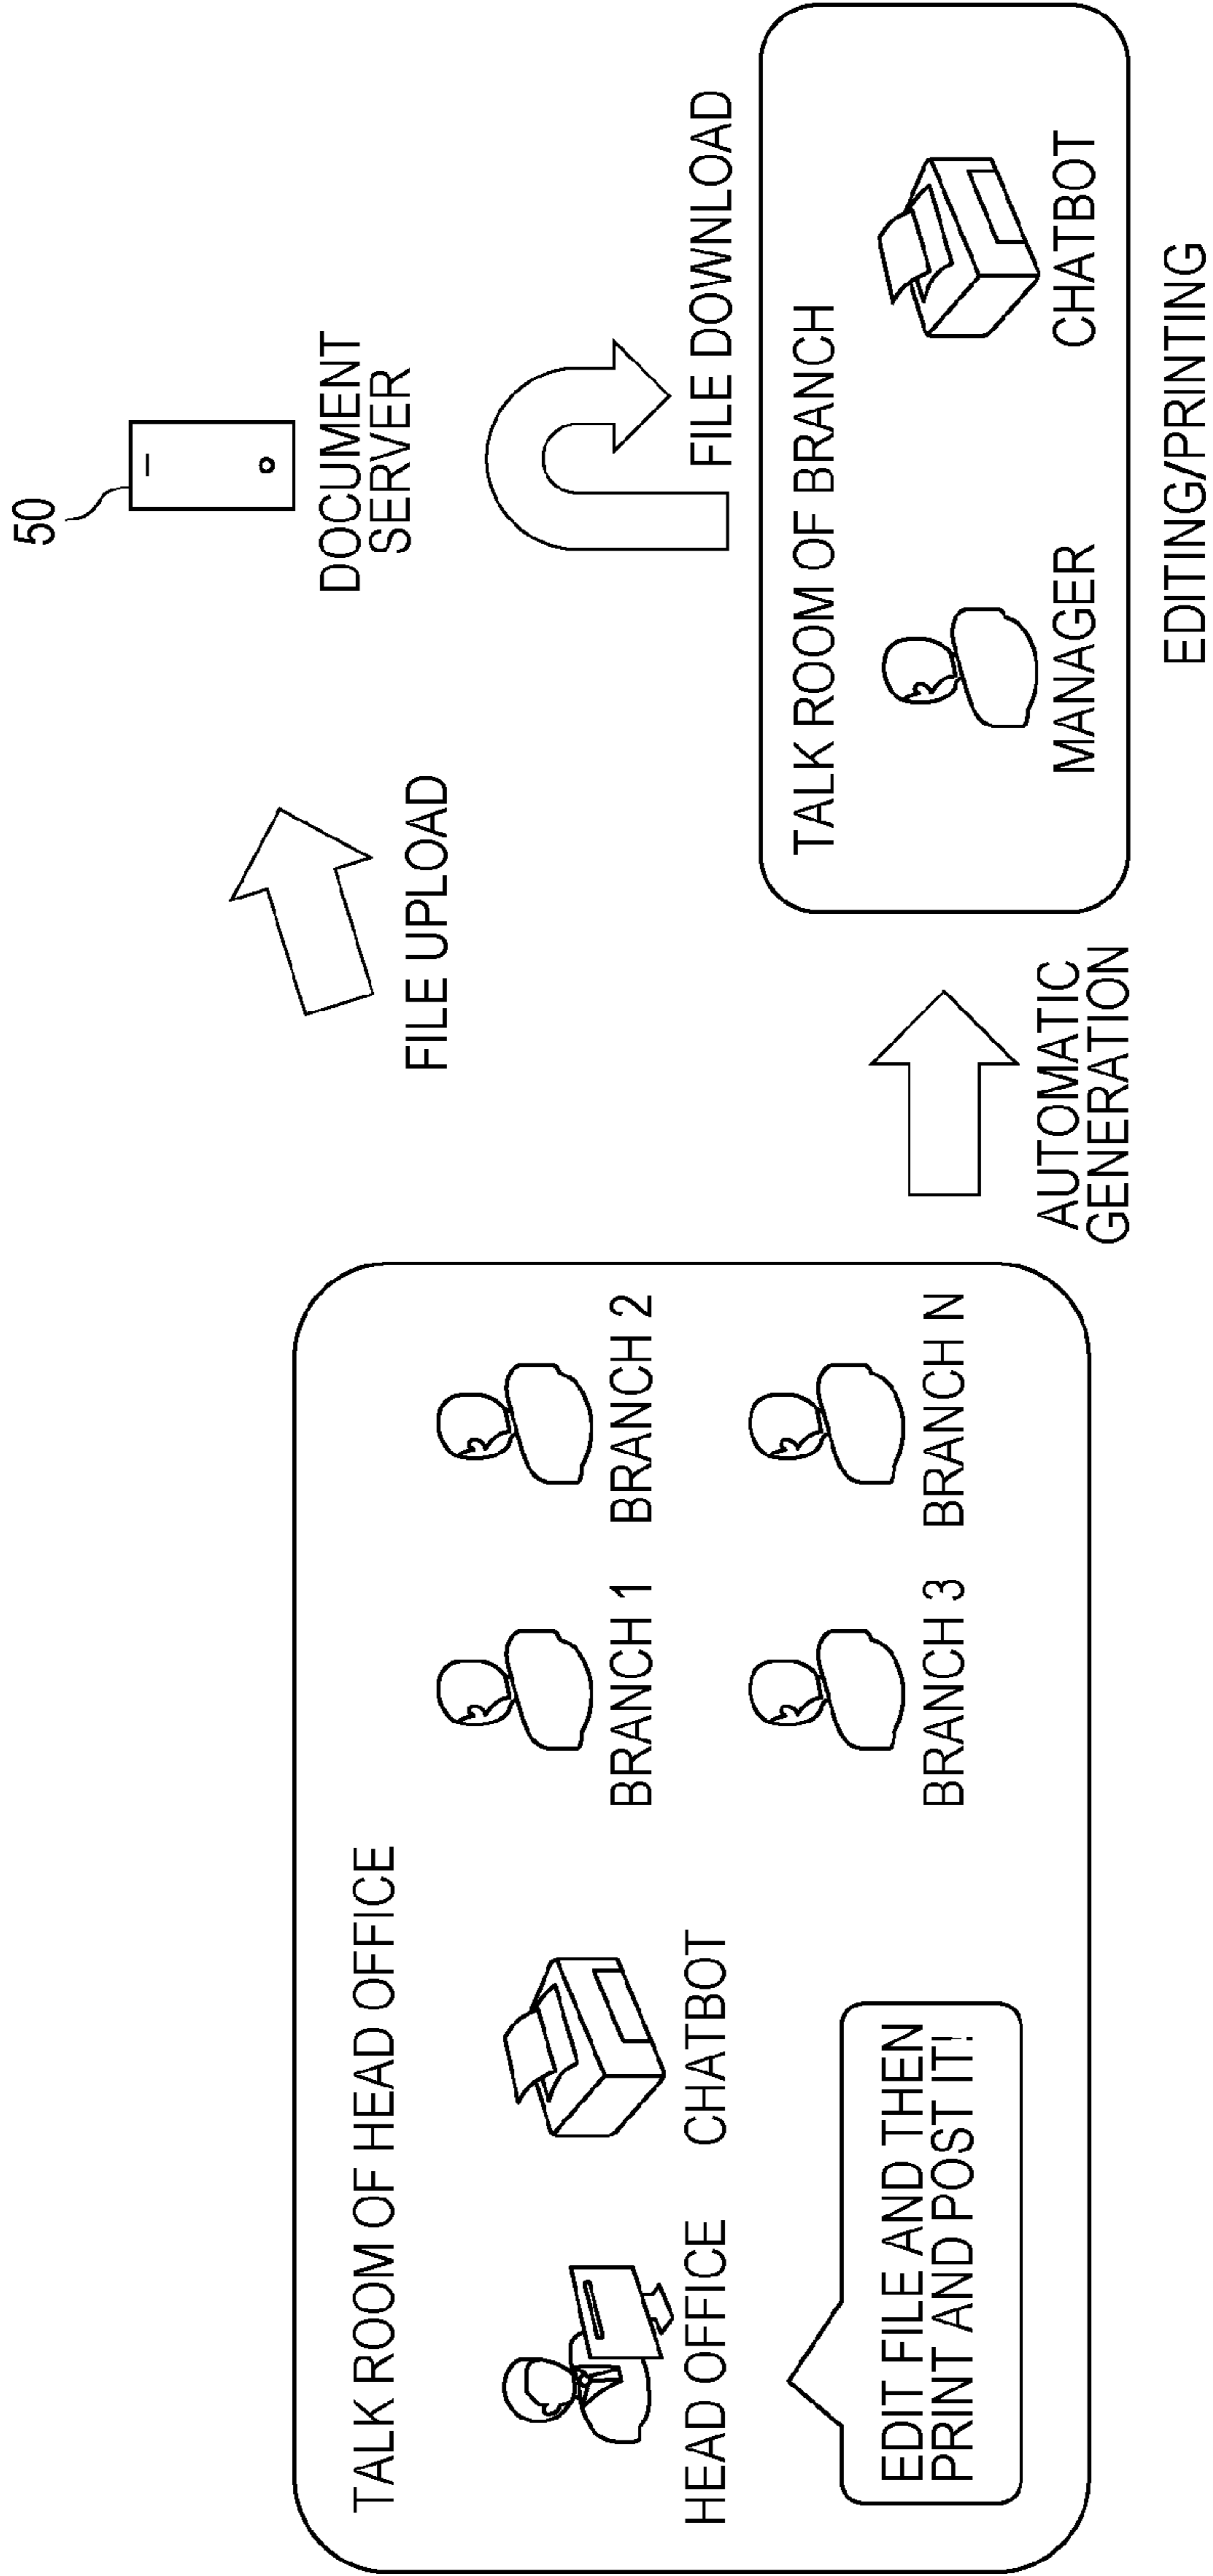 50
DOCUMENT
SERVER
FILE UPLOAD
TALK ROOM OF HEAD OFFICE
HEAD OFFICE
CHATBOT
BRANCH 1
BRANCH 2
BRANCH 3
BRANCH N
EDIT FILE AND THEN
PRINT AND POST IT!
AUTOMATIC
GENERATION
FILE DOWNLOAD
TALK ROOM OF BRANCH
MANAGER
CHATBOT
EDITING/PRINTING